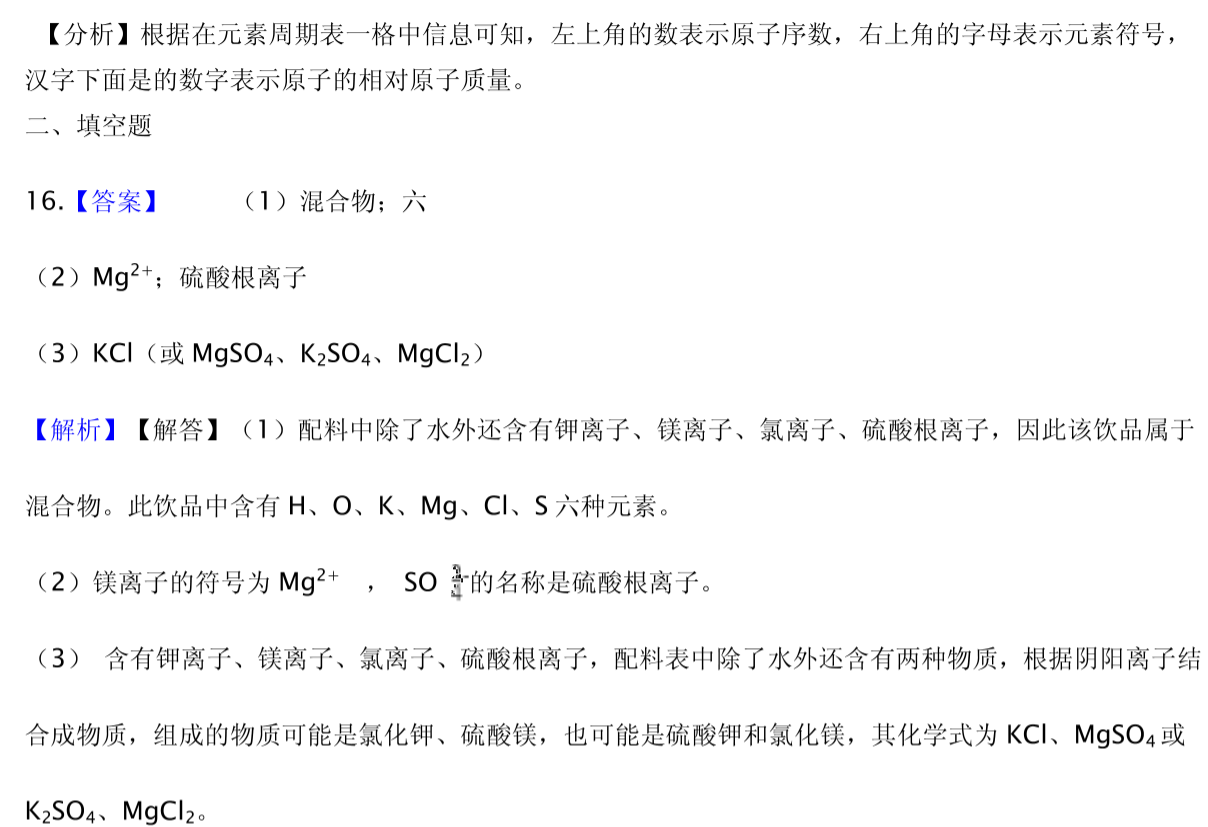 【分析】根据在元素周期表一格中信息可知，左上角的数表示原子序数，右上角的字母表示元素符号，
汉字下面是的数字表示原子的相对原子质量。
二、填空题
16.【答案】 （1）混合物；六
（2）Mg²⁺；硫酸根离子
（3）KCl（或 MgSO₄、K₂SO₄、MgCl₂）
【解析】【解答】（1）配料中除了水外还含有钾离子、镁离子、氯离子、硫酸根离子，因此该饮品属于
混合物。此饮品中含有 H、O、K、Mg、Cl、S 六种元素。
（2）镁离子的符号为 Mg²⁺ ， SO 的名称是硫酸根离子。
（3） 含有钾离子、镁离子、氯离子、硫酸根离子，配料表中除了水外还含有两种物质，根据阴阳离子结
合成物质，组成的物质可能是氯化钾、硫酸镁，也可能是硫酸钾和氯化镁，其化学式为 KCl、MgSO₄ 或
K₂SO₄、MgCl₂。